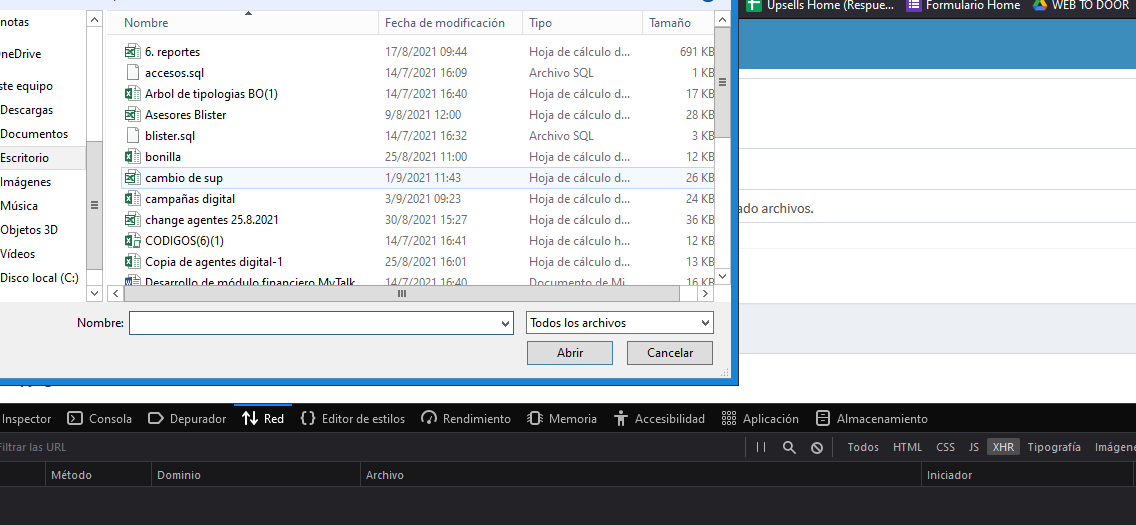 Upsells Home (Respue... Formulario Home WEB TO DOOR
Nombre Fecha de modificación Tipo Tamaño
notas
OneDrive
ste equipo
Descargas
Documentos
Escritorio
Imágenes
Música
Objetos 3D
Vídeos
Disco local (C:)
6. reportes 17/8/2021 09:44 Hoja de cálculo d... 691 KB
accesos.sql 14/7/2021 16:09 Archivo SQL 1 KB
Arbol de tipologias BO(1) 14/7/2021 16:40 Hoja de cálculo d... 17 KB
Asesores Blister 9/8/2021 12:00 Hoja de cálculo d... 28 KB
blister.sql 14/7/2021 16:32 Archivo SQL 3 KB
bonilla 25/8/2021 11:00 Hoja de cálculo d... 12 KB
cambio de sup 1/9/2021 11:43 Hoja de cálculo d... 26 KB
campañas digital 3/9/2021 09:23 Hoja de cálculo d... 24 KB
change agentes 25.8.2021 30/8/2021 15:27 Hoja de cálculo d... 36 KB
CODIGOS(6)(1) 14/7/2021 16:41 Hoja de cálculo h... 12 KB
Copia de agentes digital-1 25/8/2021 16:01 Hoja de cálculo d... 13 KB
Desarrollo de módulo financiero MyTalk 14/7/2021 16:40 Documento de Mi... 16 KB
ado archivos.
Nombre: Todos los archivos
Abrir Cancelar
Inspector Consola Depurador Red Editor de estilos Rendimiento Memoria Accesibilidad Aplicación Almacenamiento
Filtrar las URL Todos HTML CSS JS XHR Tipografía Imágene
Método Dominio Archivo Iniciador